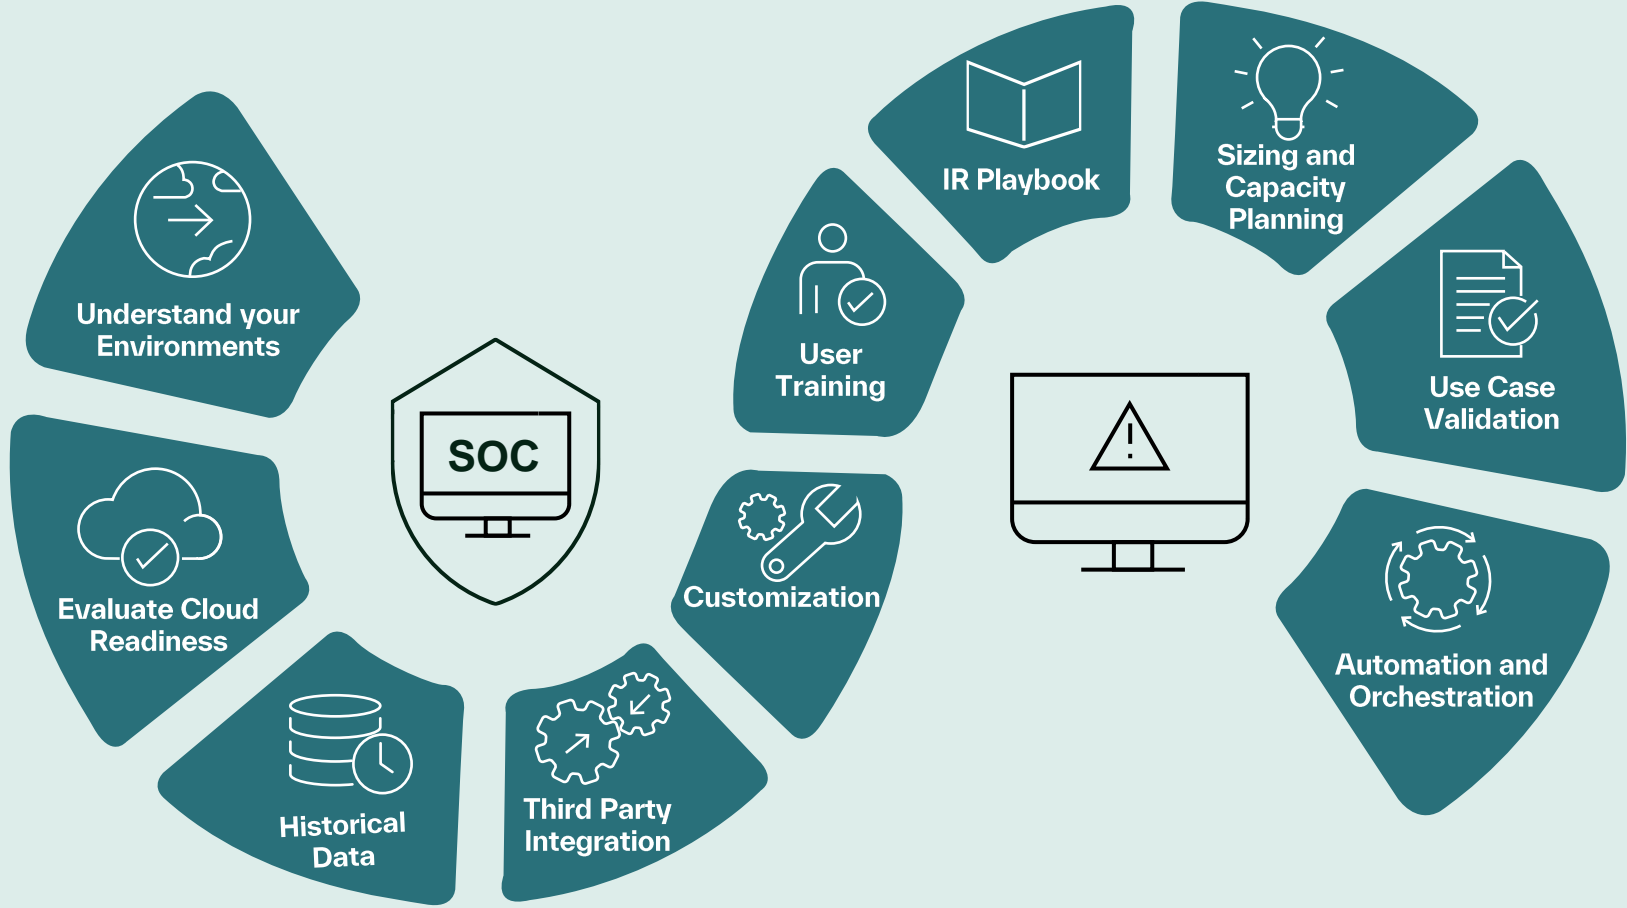 Understand your
Environments
Evaluate Cloud
Readiness
Historical
Data
Third Party
Integration
Customization
SOC
User
Training
IR Playbook
Sizing and
Capacity
Planning
Use Case
Validation
Automation and
Orchestration